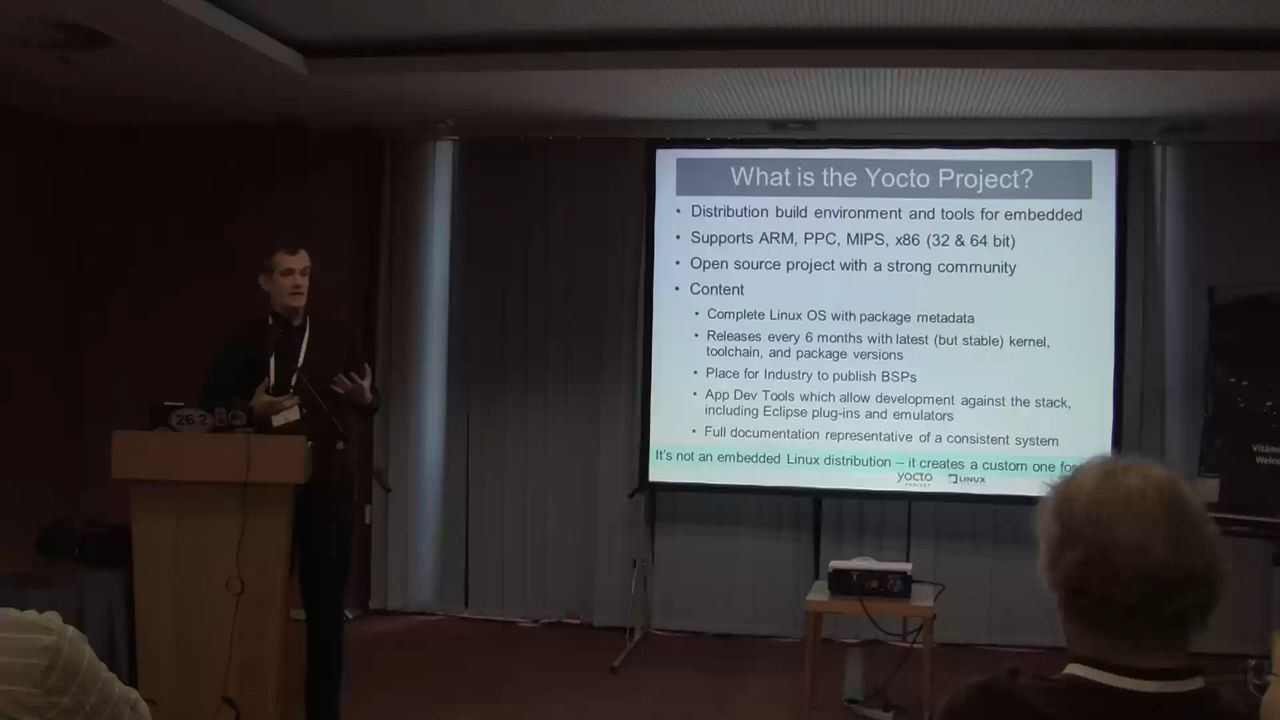 What is the Yocto Project?
• Distribution build environment and tools for embedded
• Supports ARM, PPC, MIPS, x86 (32 & 64 bit)
• Open source project with a strong community
• Content
• Complete Linux OS with package metadata
• Releases every 6 months with latest (but stable) kernel,
toolchain, and package versions
• Place for Industry to publish BSPs
• App Dev Tools which allow development against the stack,
including Eclipse plug-ins and emulators
• Full documentation representative of a consistent system
It's not an embedded Linux distribution – it creates a custom one for
yocto
PROJECT
LINUX
26.2